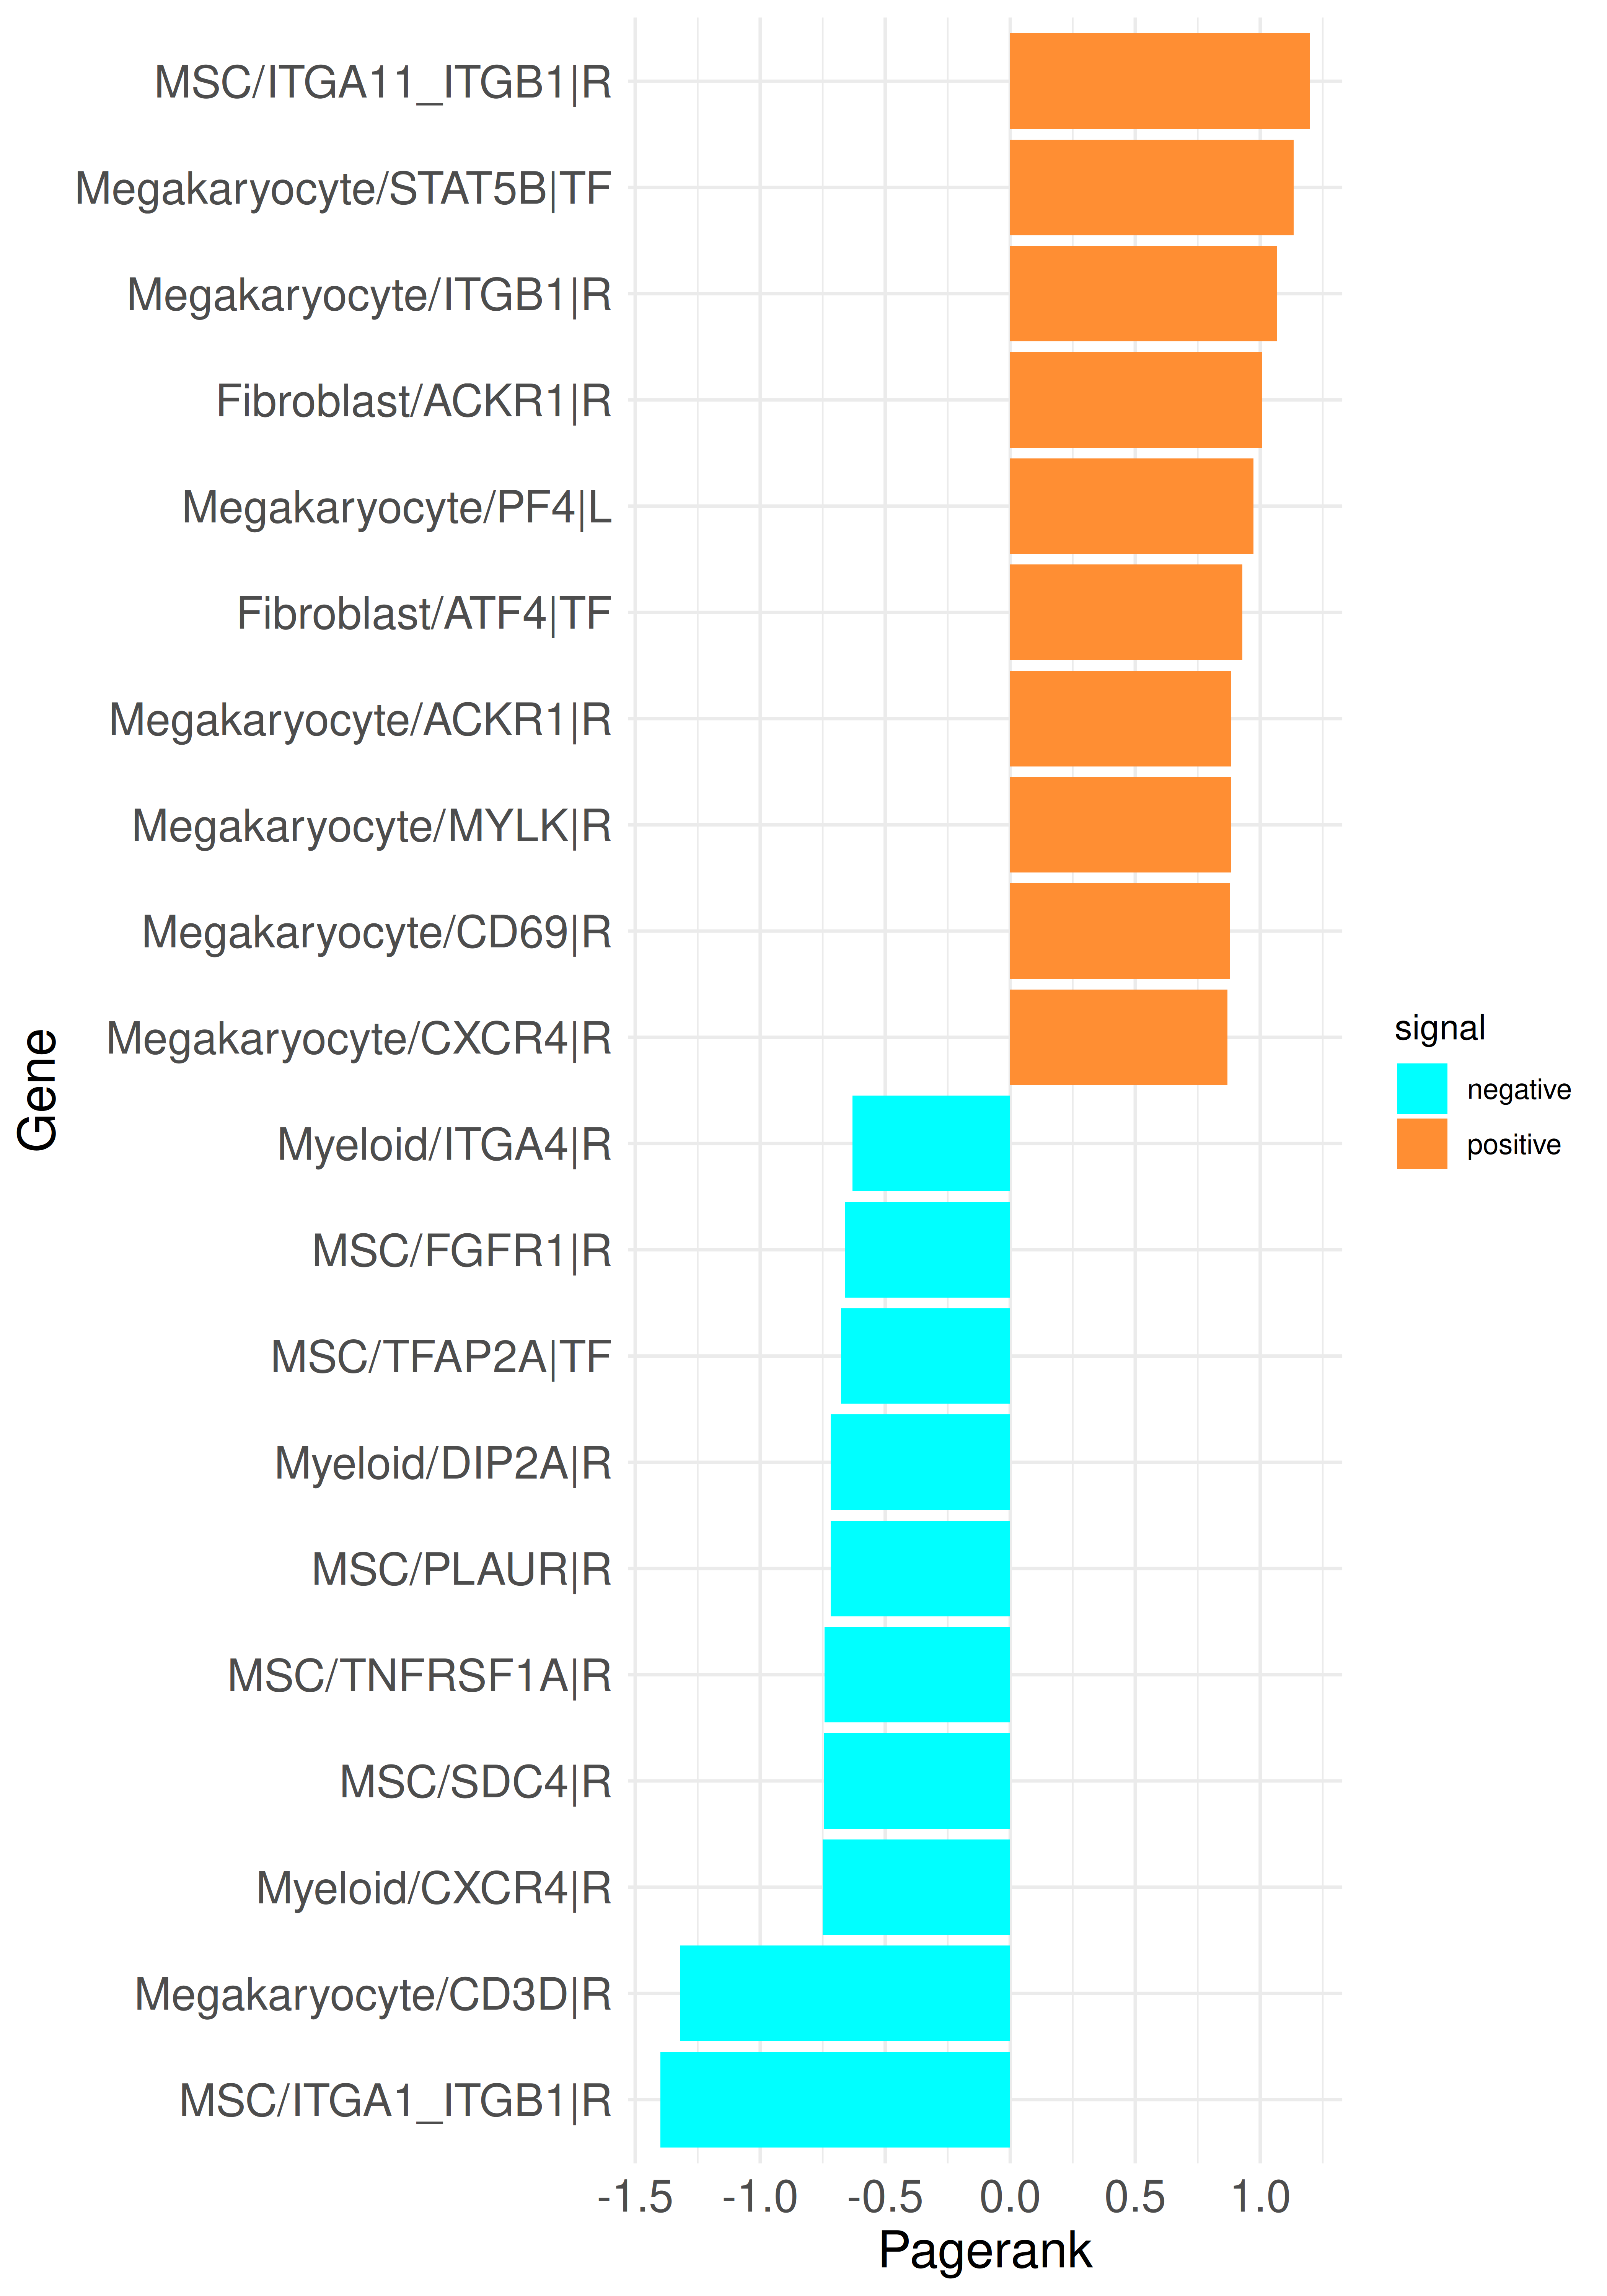 MSC/ITGA11_ITGB1|R
Megakaryocyte/STAT5B|TF
Megakaryocyte/ITGB1|R
Fibroblast/ACKR1|R
Megakaryocyte/PF4|L
Fibroblast/ATF4|TF
Megakaryocyte/ACKR1|R
Megakaryocyte/MYLK|R
Megakaryocyte/CD69|R
Megakaryocyte/CXCR4|R
Myeloid/ITGA4|R
MSC/FGFR1|R
MSC/TFAP2A|TF
Myeloid/DIP2A|R
MSC/PLAUR|R
MSC/TNFRSF1A|R
MSC/SDC4|R
Myeloid/CXCR4|R
Megakaryocyte/CD3D|R
MSC/ITGA1_ITGB1|R
Gene
-1.5 -1.0 -0.5 0.0 0.5 1.0
Pagerank
signal
negative
positive